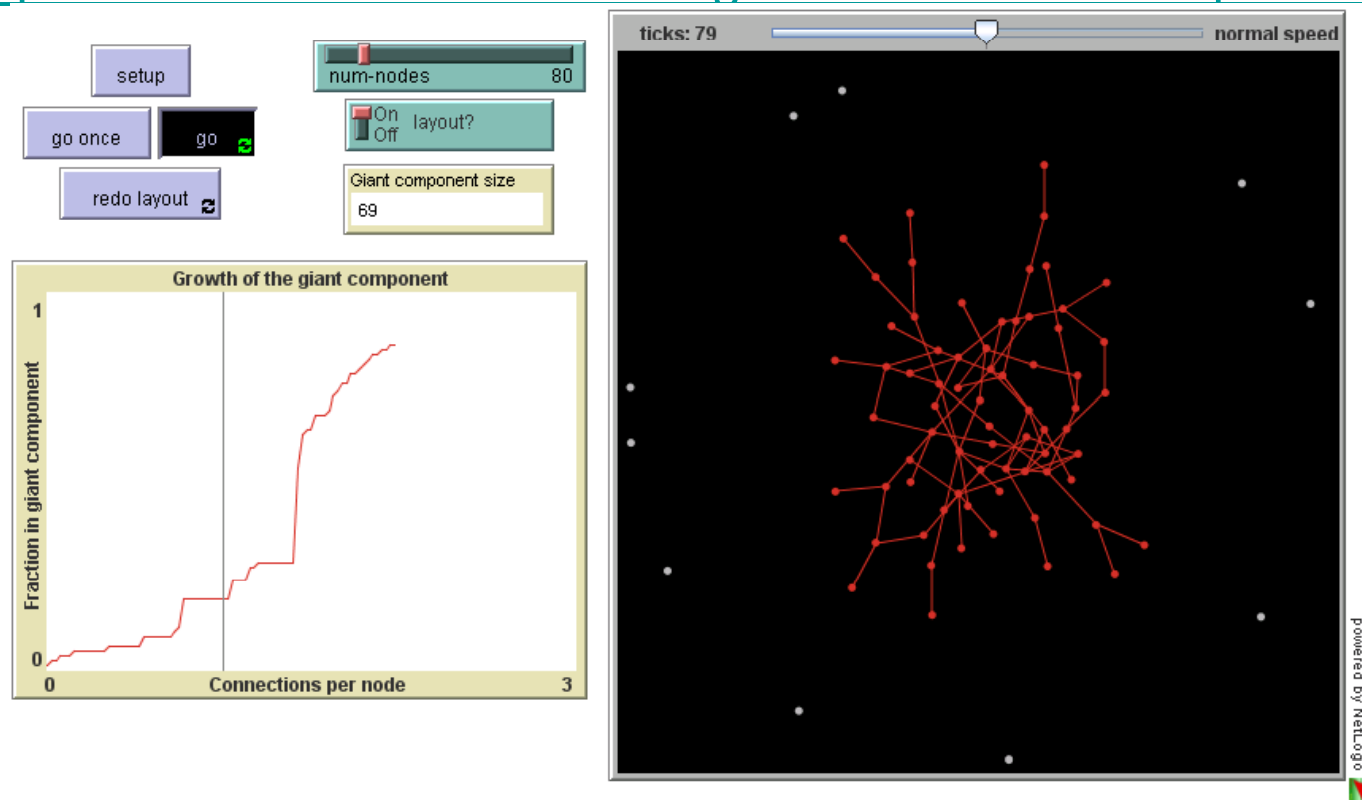 ticks: 79
normal speed
setup
num-nodes
80
go once
go
On
Off
layout?
redo layout
Giant component size
69
Growth of the giant component
1
Fraction in giant component
0
0
Connections per node
3
powered by NetLogo